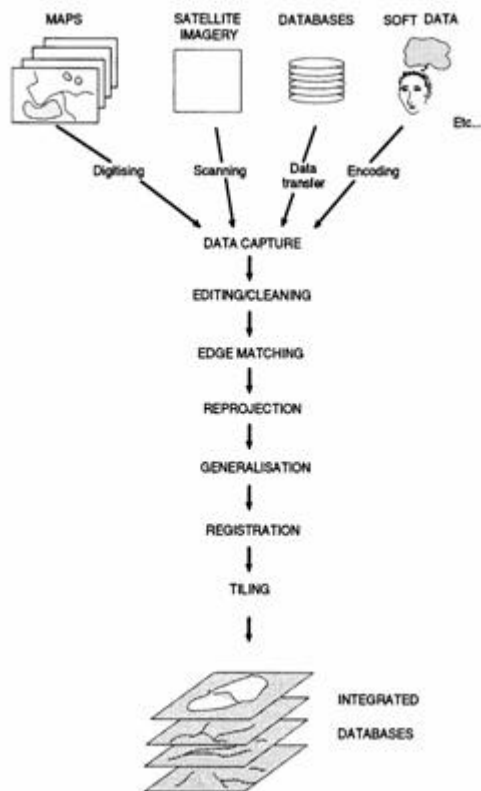 MAPS
SATELLITE
IMAGERY
DATABASES
SOFT DATA
Etc...
Digitising
Scanning
Data
transfer
Encoding
DATA CAPTURE
EDITING/CLEANING
EDGE MATCHING
REPROJECTION
GENERALISATION
REGISTRATION
TILING
INTEGRATED
DATABASES